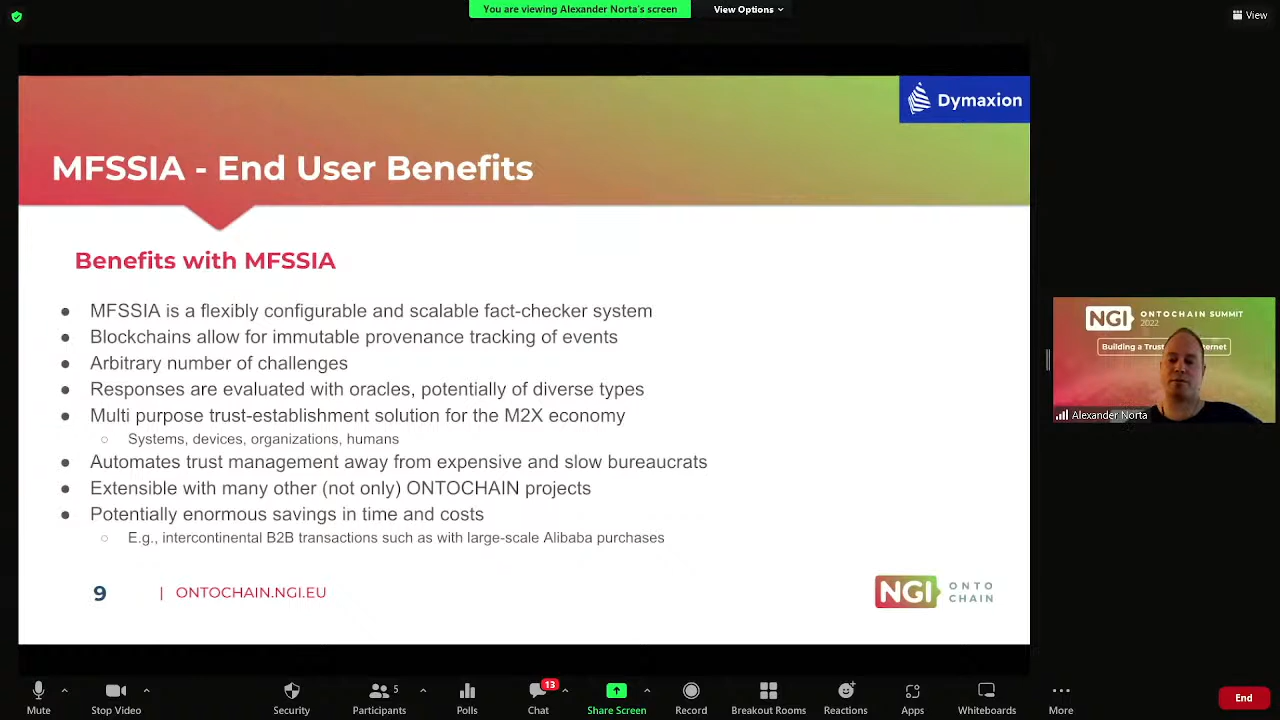 You are viewing Alexander Norta's screen
View Options
View
Dymaxion
MFSSIA - End User Benefits
Benefits with MFSSIA
● MFSSIA is a flexibly configurable and scalable fact-checker system
● Blockchains allow for immutable provenance tracking of events
● Arbitrary number of challenges
● Responses are evaluated with oracles, potentially of diverse types
● Multi purpose trust-establishment solution for the M2X economy
○ Systems, devices, organizations, humans
● Automates trust management away from expensive and slow bureaucrats
● Extensible with many other (not only) ONTOCHAIN projects
● Potentially enormous savings in time and costs
○ E.g., intercontinental B2B transactions such as with large-scale Alibaba purchases
9 | ONTOCHAIN.NGI.EU
NGI ONTO
CHAIN
NGI ONTOCHAIN SUMMIT
2022
Building a Trust
Alexander Norta
Mute
Stop Video
Security
Participants 5
Polls
Chat 13
Share Screen
Record
Breakout Rooms
Reactions
Apps
Whiteboards
More
End